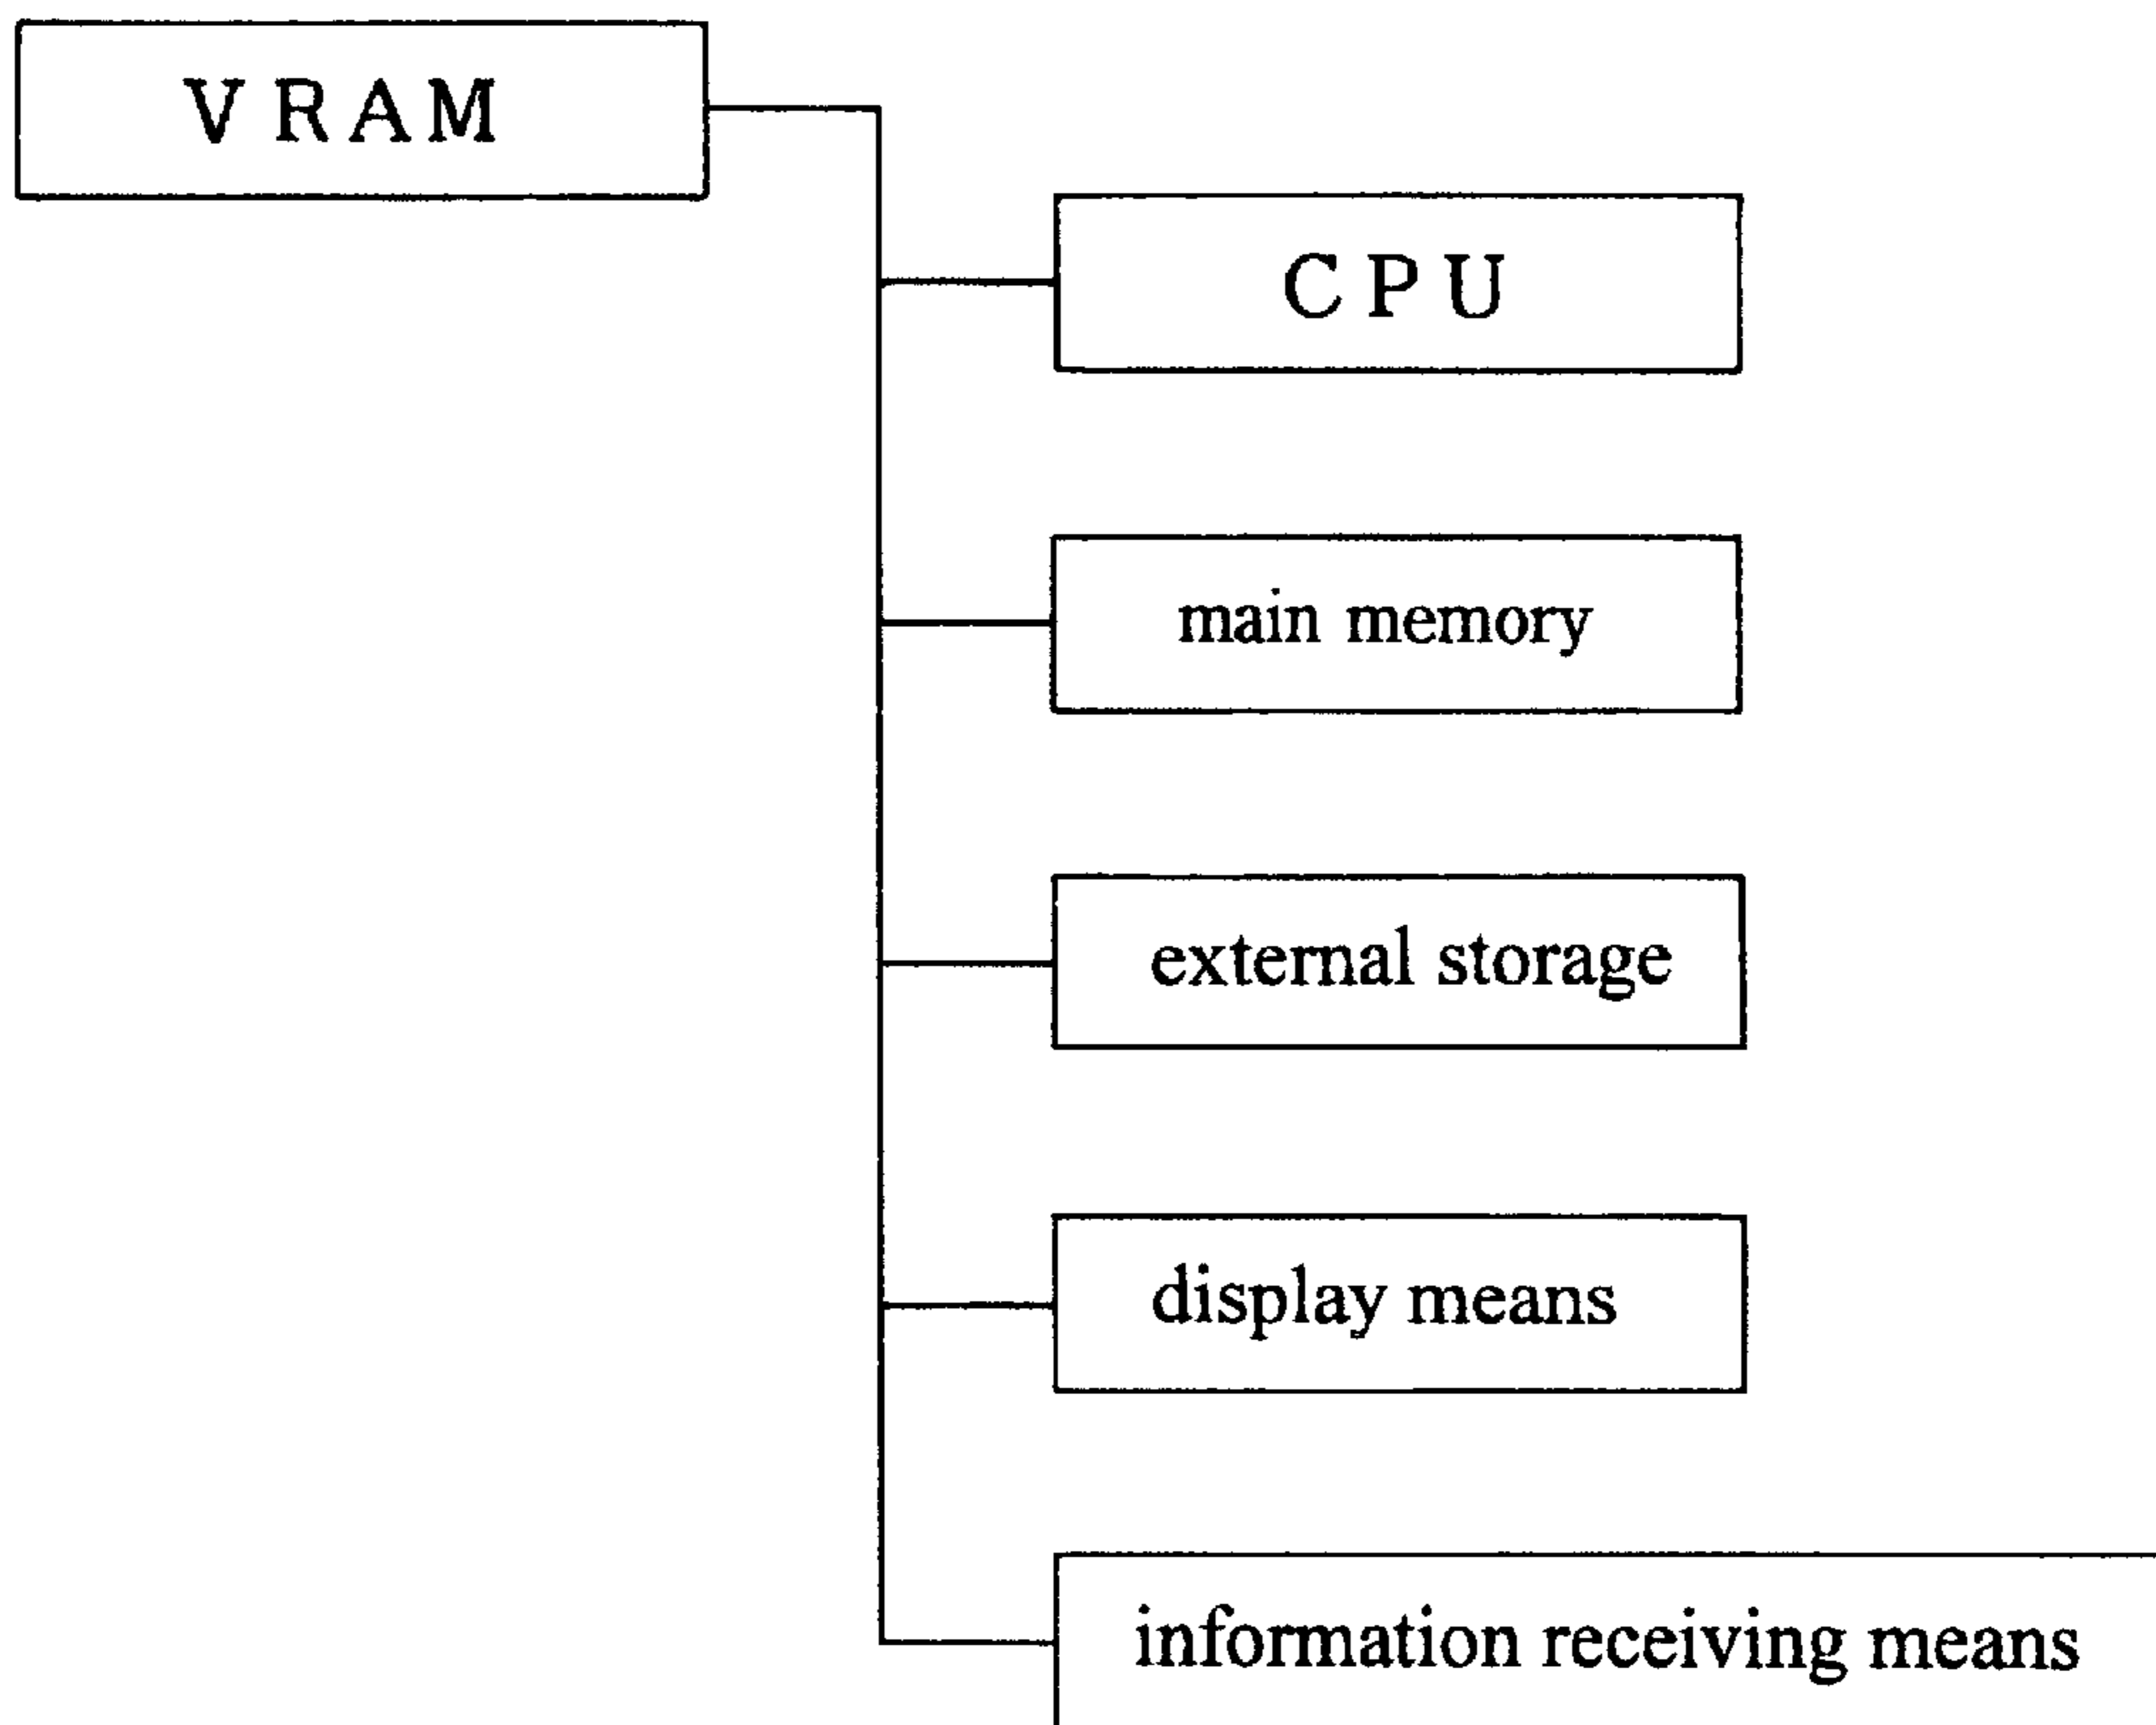 VRAM
CPU
main memory
external storage
display means
information receiving means